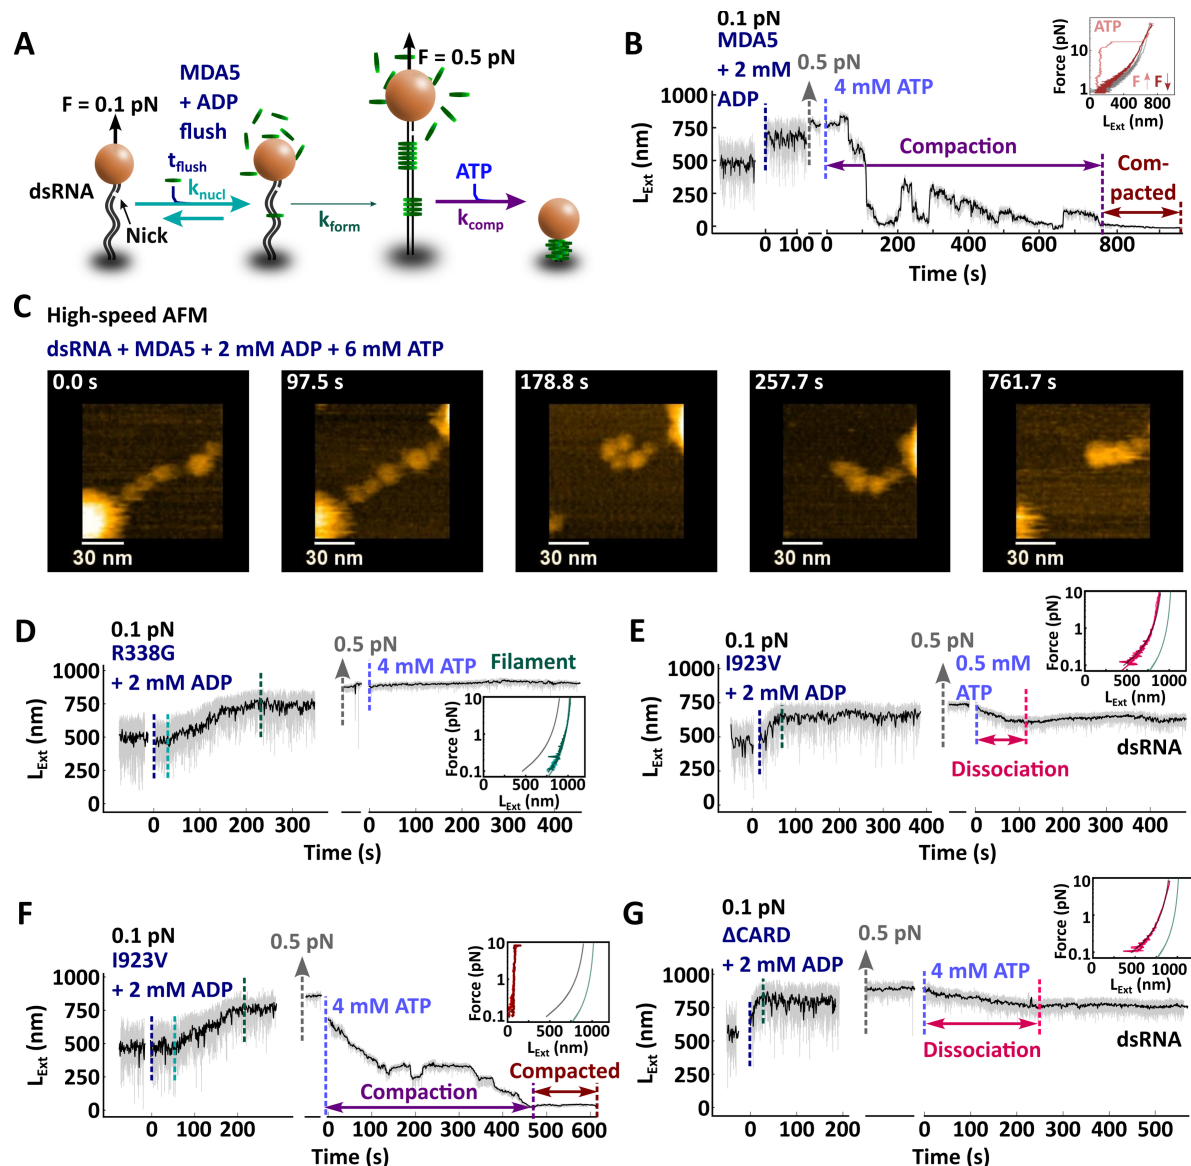 A
F = 0.1 pN
MDA5
+ ADP
flush
F = 0.5 pN
t_flush
k_nucl
dsRNA
Nick
k_form
ATP
k_comp
B
0.1 pN
MDA5
+ 2 mM
ADP
0.5 pN
4 mM ATP
Compaction
Com-
pacted
L_Ext (nm)
1000
750
500
250
0
0 100
0 200 400 600 800
Time (s)
ATP
F F
Force (pN)
10
1
0 400 800
L_Ext (nm)
C
High-speed AFM
dsRNA + MDA5 + 2 mM ADP + 6 mM ATP
0.0 s
97.5 s
178.8 s
257.7 s
761.7 s
30 nm
30 nm
30 nm
30 nm
30 nm
D
0.1 pN
R338G
+ 2 mM ADP
0.5 pN
4 mM ATP
Filament
L_Ext (nm)
1000
750
500
250
0
0 100 200 300
0 100 200 300 400
Time (s)
Force (pN)
10
1
0.1
0 500 1000
L_Ext (nm)
E
0.1 pN
I923V
+ 2 mM ADP
0.5 pN
0.5 mM
ATP
Dissociation
dsRNA
L_Ext (nm)
1000
750
500
250
0
0 100 200 300 400
0 100 200 300 400
Time (s)
Force (pN)
10
1
0.1
0 500 1000
L_Ext (nm)
F
0.1 pN
I923V
+ 2 mM ADP
0.5 pN
4 mM ATP
Compaction
Compacted
L_Ext (nm)
1000
750
500
250
0
0 100 200
0 100 200 300 400 500 600
Time (s)
Force (pN)
10
1
0.1
0 500 1000
L_Ext (nm)
G
0.1 pN
ΔCARD
+ 2 mM ADP
0.5 pN
4 mM ATP
Dissociation
dsRNA
L_Ext (nm)
1000
900
750
500
250
0
0 100 200
0 100 200 300 400 500
Time (s)
Force (pN)
10
1
0.1
0 500 1000
L_Ext (nm)